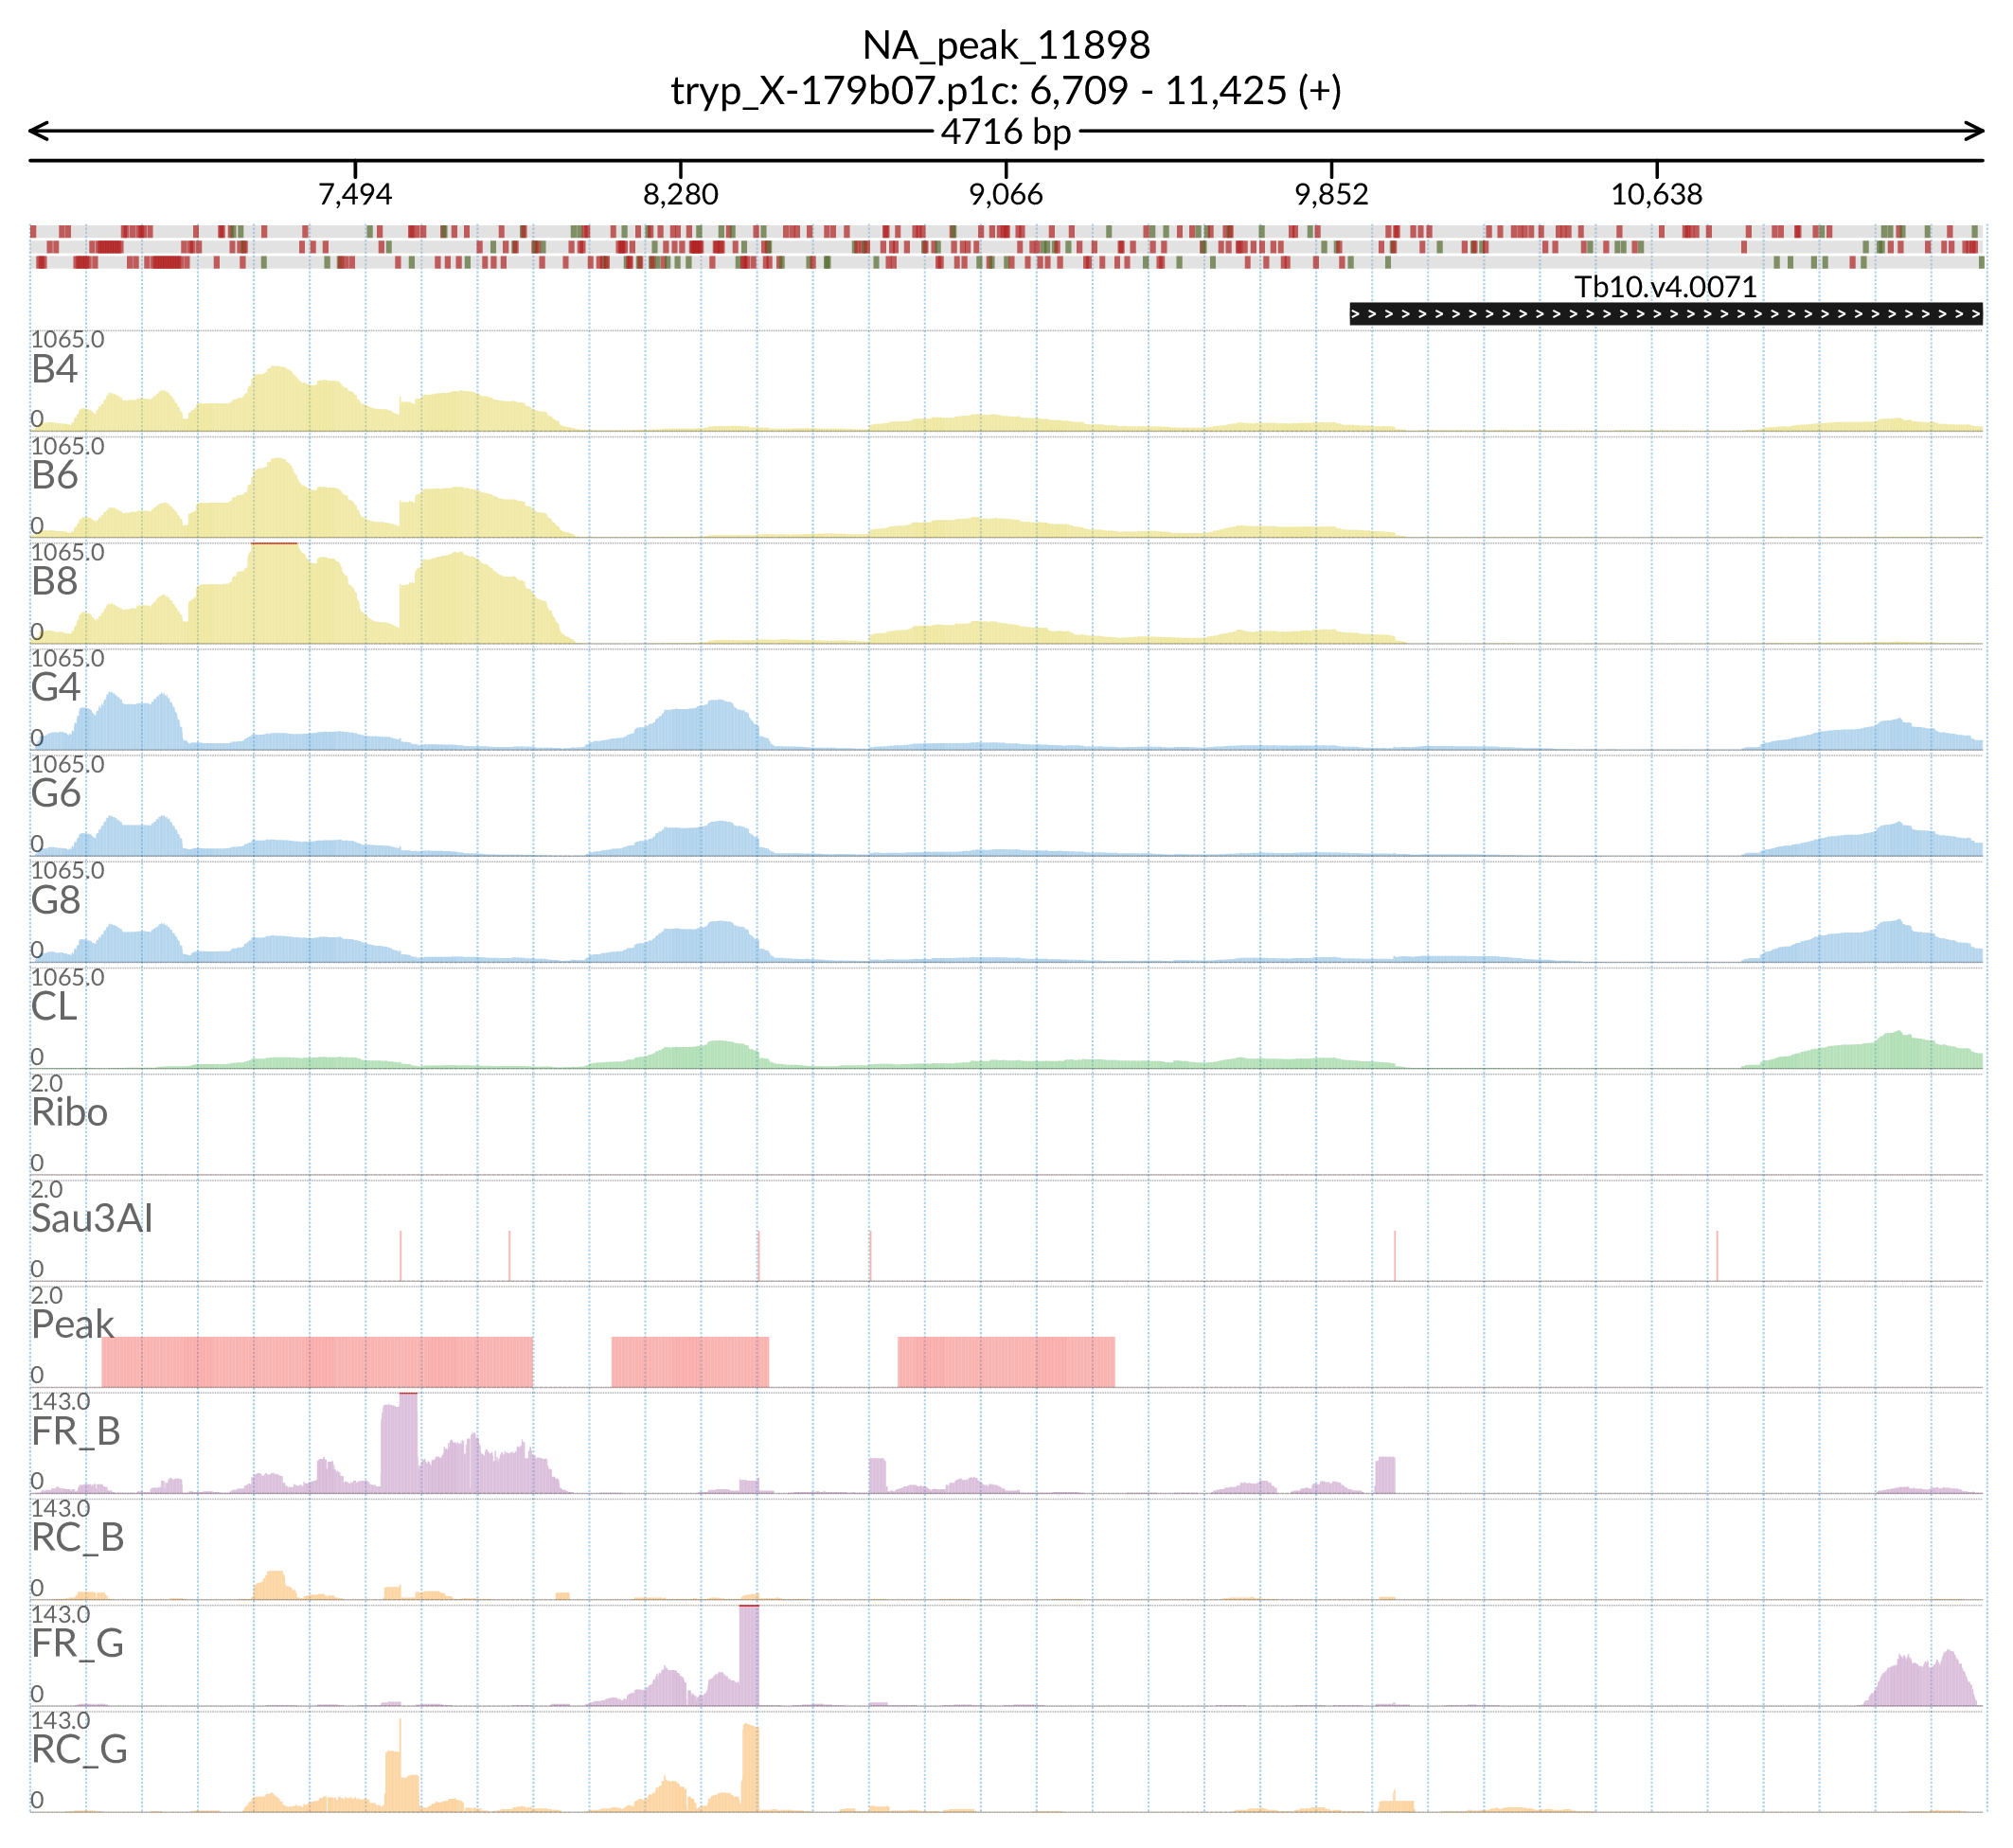 NA_peak_11898
tryp_X-179b07.p1c: 6,709 - 11,425 (+)
4716 bp
7,494 8,280 9,066 9,852 10,638
Tb10.v4.0071
1065.0
B4
0
1065.0
B6
0
1065.0
B8
0
1065.0
G4
0
1065.0
G6
0
1065.0
G8
0
1065.0
CL
0
2.0
Ribo
0
2.0
Sau3AI
0
2.0
Peak
0
143.0
FR_B
0
143.0
RC_B
0
143.0
FR_G
0
143.0
RC_G
0